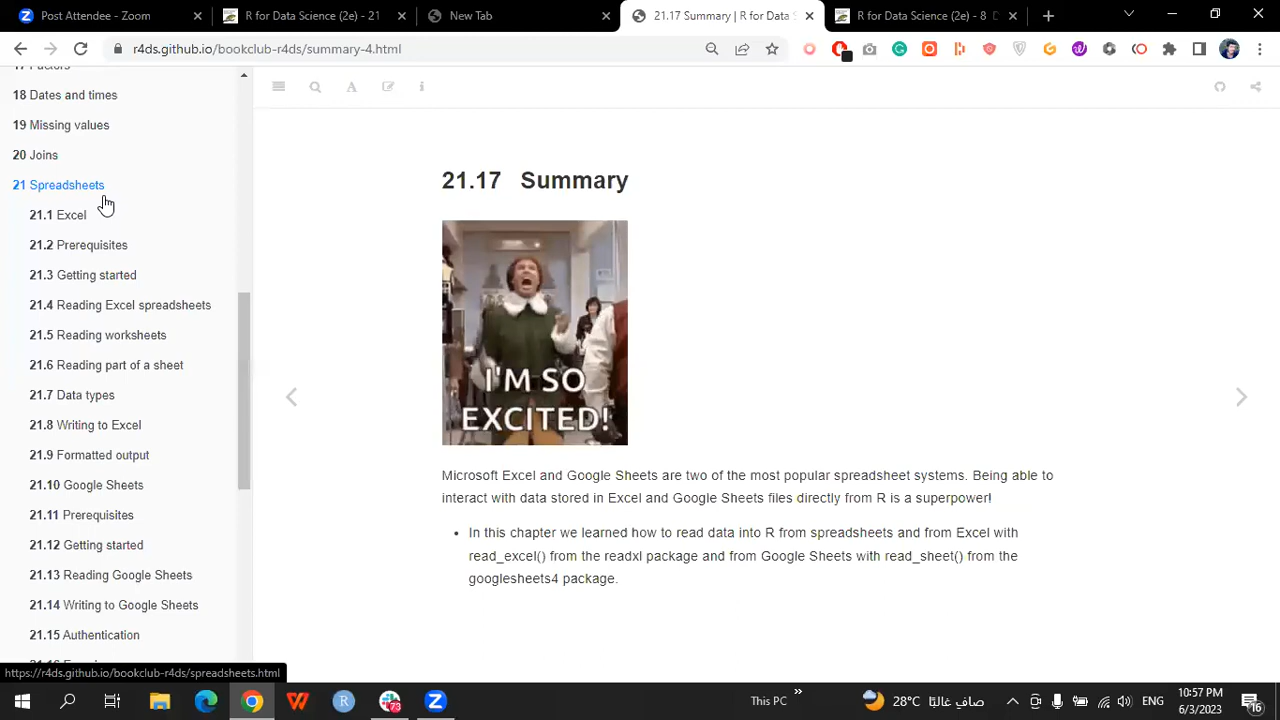 Post Attendee - Zoom
R for Data Science (2e) - 21
New Tab
21.17 Summary | R for Data S
R for Data Science (2e) - 8
r4ds.github.io/bookclub-r4ds/summary-4.html
17 Factors
18 Dates and times
19 Missing values
20 Joins
21 Spreadsheets
21.1 Excel
21.2 Prerequisites
21.3 Getting started
21.4 Reading Excel spreadsheets
21.5 Reading worksheets
21.6 Reading part of a sheet
21.7 Data types
21.8 Writing to Excel
21.9 Formatted output
21.10 Google Sheets
21.11 Prerequisites
21.12 Getting started
21.13 Reading Google Sheets
21.14 Writing to Google Sheets
21.15 Authentication
21.17 Summary
I'M SO
EXCITED!
Microsoft Excel and Google Sheets are two of the most popular spreadsheet systems. Being able to
interact with data stored in Excel and Google Sheets files directly from R is a superpower!
• In this chapter we learned how to read data into R from spreadsheets and from Excel with
read_excel() from the readxl package and from Google Sheets with read_sheet() from the
googlesheets4 package.
https://r4ds.github.io/bookclub-r4ds/spreadsheets.html
73
This PC
28°C صافٍ غالبًا
ENG
10:57 PM
6/3/2023
16